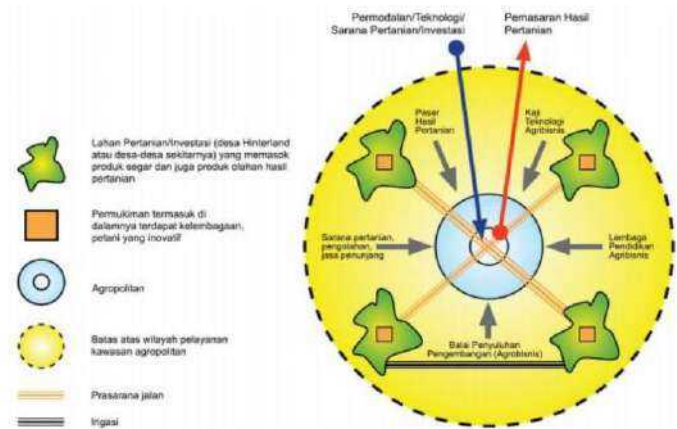 Permodalan/Teknologi/
Sarana Pertanian/Investasi
Pemasaran Hasil
Pertanian
Lahan Pertanian/Investasi (desa Hinterland
atau desa-desa sekitarnya) yang memasok
produk segar dan juga produk olahan hasil
pertanian
Permukiman termasuk di
dalamnya terdapat kelembagaan,
petani yang inovatif
Agropolitan
Batas atas wilayah pelayanan
kawasan agropolitan
Prasarana jalan
Irigasi
Pasar
Hasil
Pertanian
Kaji
Teknologi
Agribisnis
Sarana pertanian,
pengolahan,
jasa penunjang
Lembaga
Pendidikan
Agribisnis
Balai Penyuluhan
Pengembangan (Agrobisnis)